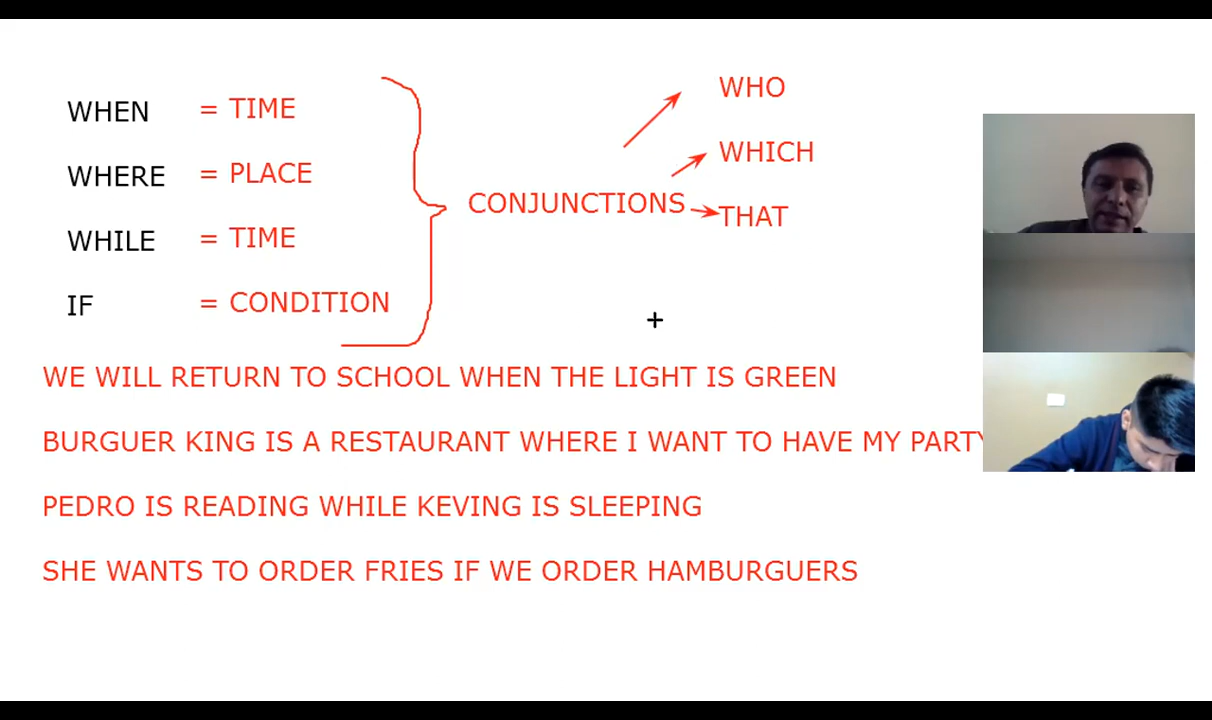 WHEN = TIME
WHERE = PLACE
WHILE = TIME
IF = CONDITION
CONJUNCTIONS
WHO
WHICH
THAT
WE WILL RETURN TO SCHOOL WHEN THE LIGHT IS GREEN
BURGUER KING IS A RESTAURANT WHERE I WANT TO HAVE MY PARTY
PEDRO IS READING WHILE KEVING IS SLEEPING
SHE WANTS TO ORDER FRIES IF WE ORDER HAMBURGUERS